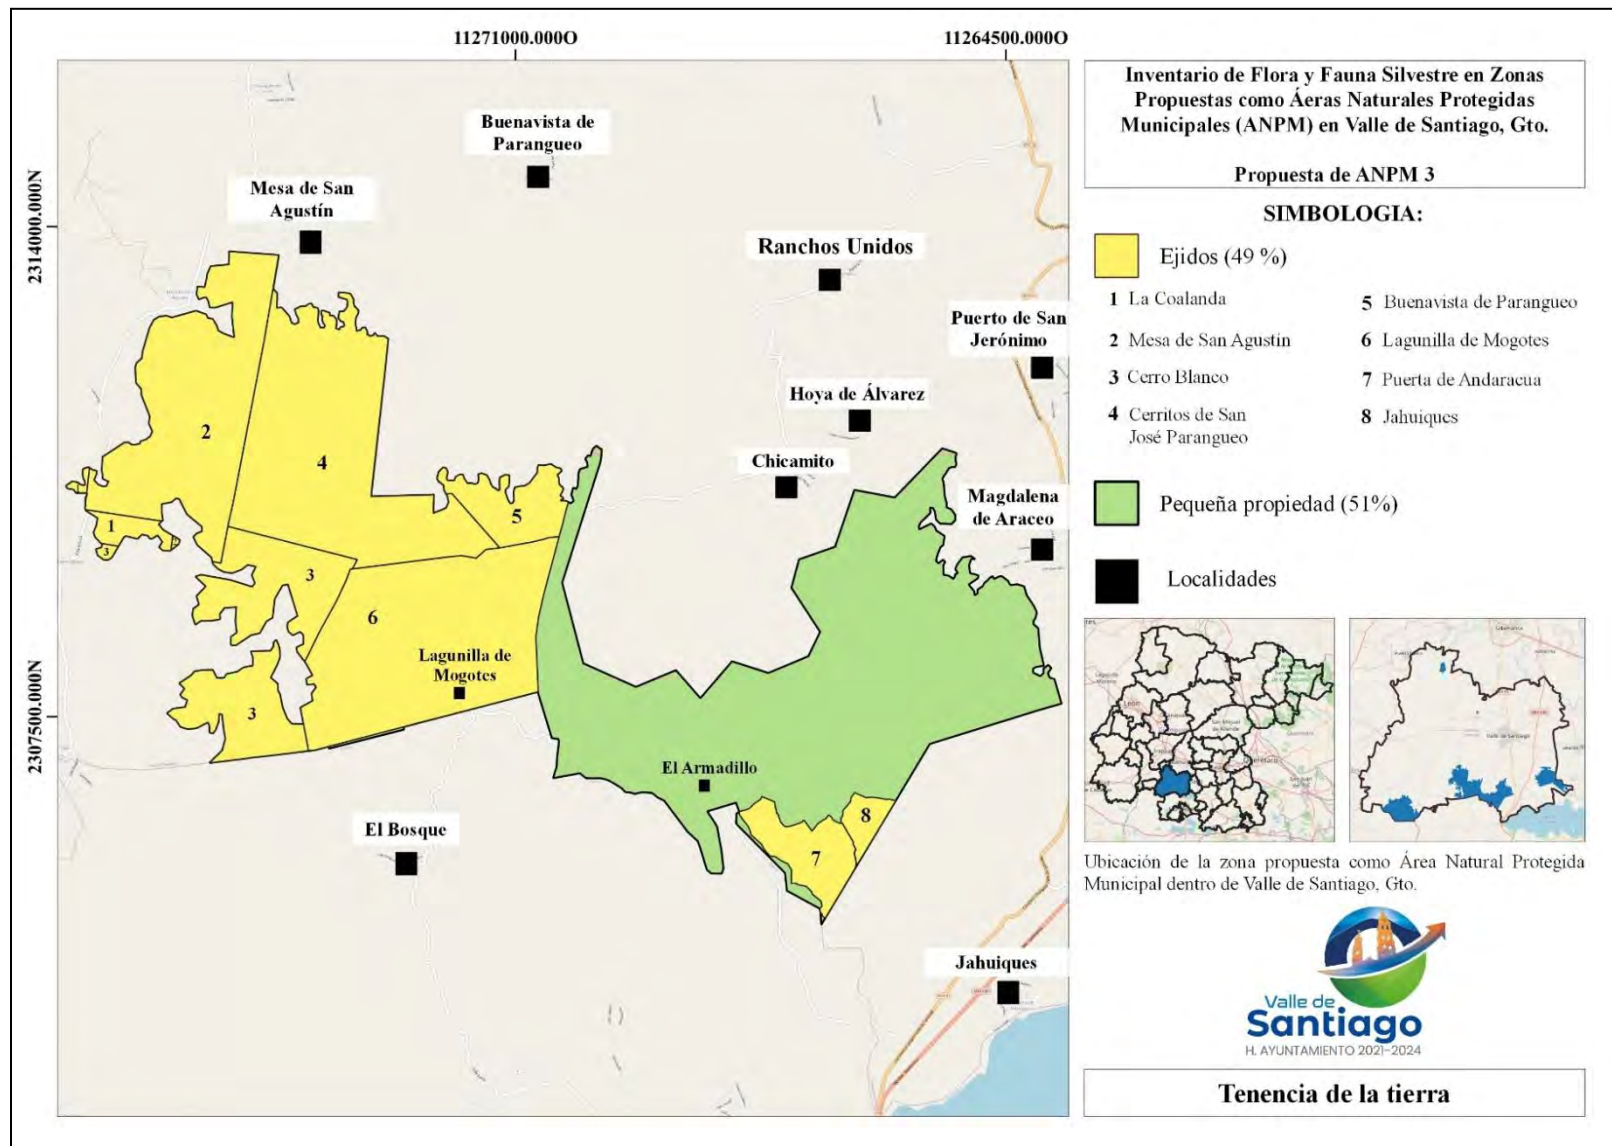 11271000.000O
11264500.000O
2314000.000N
2307500.000N
Buenavista de
Parangueo
Mesa de San
Agustín
Ranchos Unidos
Puerto de San
Jerónimo
Hoya de Álvarez
Chicamito
Magdalena
de Araceo
2
4
5
1
3
3
6
Lagunilla de
Mogotes
3
El Armadillo
8
7
El Bosque
Jahuiques
Inventario de Flora y Fauna Silvestre en Zonas
Propuestas como Áeras Naturales Protegidas
Municipales (ANPM) en Valle de Santiago, Gto.
Propuesta de ANPM 3
SIMBOLOGIA:
Ejidos (49 %)
1 La Coalanda
2 Mesa de San Agustín
3 Cerro Blanco
4 Cerritos de San
José Parangueo
5 Buenavista de Parangueo
6 Lagunilla de Mogotes
7 Puerta de Andaracua
8 Jahuiques
Pequeña propiedad (51%)
Localidades
León
Querétaro
Valle de Santiago
Ubicación de la zona propuesta como Área Natural Protegida
Municipal dentro de Valle de Santiago, Gto.
Valle de
Santiago
H. AYUNTAMIENTO 2021-2024
Tenencia de la tierra